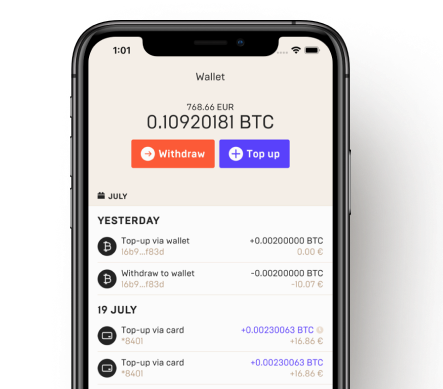 1:01
Wallet
768.66 EUR
0.10920181 BTC
Withdraw
Top up
JULY
YESTERDAY
Top-up via wallet
+0.00200000 BTC
16b9...f83d
0.00 €
Withdraw to wallet
-0.00200000 BTC
16b9...f83d
-10.07 €
19 JULY
Top-up via card
+0.00230063 BTC
*8401
+16.86 €
Top-up via card
+0.00230063 BTC
*8401
+16.86 €